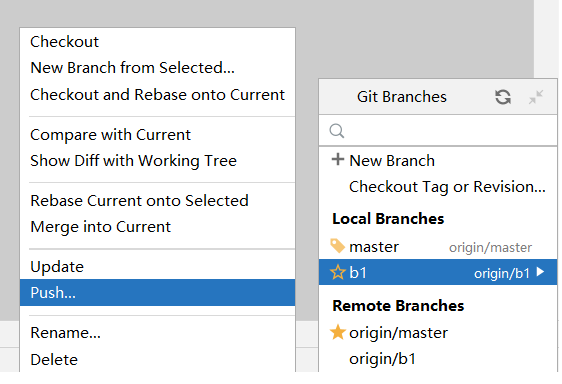 Checkout
New Branch from Selected...
Checkout and Rebase onto Current
Compare with Current
Show Diff with Working Tree
Rebase Current onto Selected
Merge into Current
Update
Push...
Rename...
Delete
Git Branches
New Branch
Checkout Tag or Revision...
Local Branches
master origin/master
b1 origin/b1
Remote Branches
origin/master
origin/b1